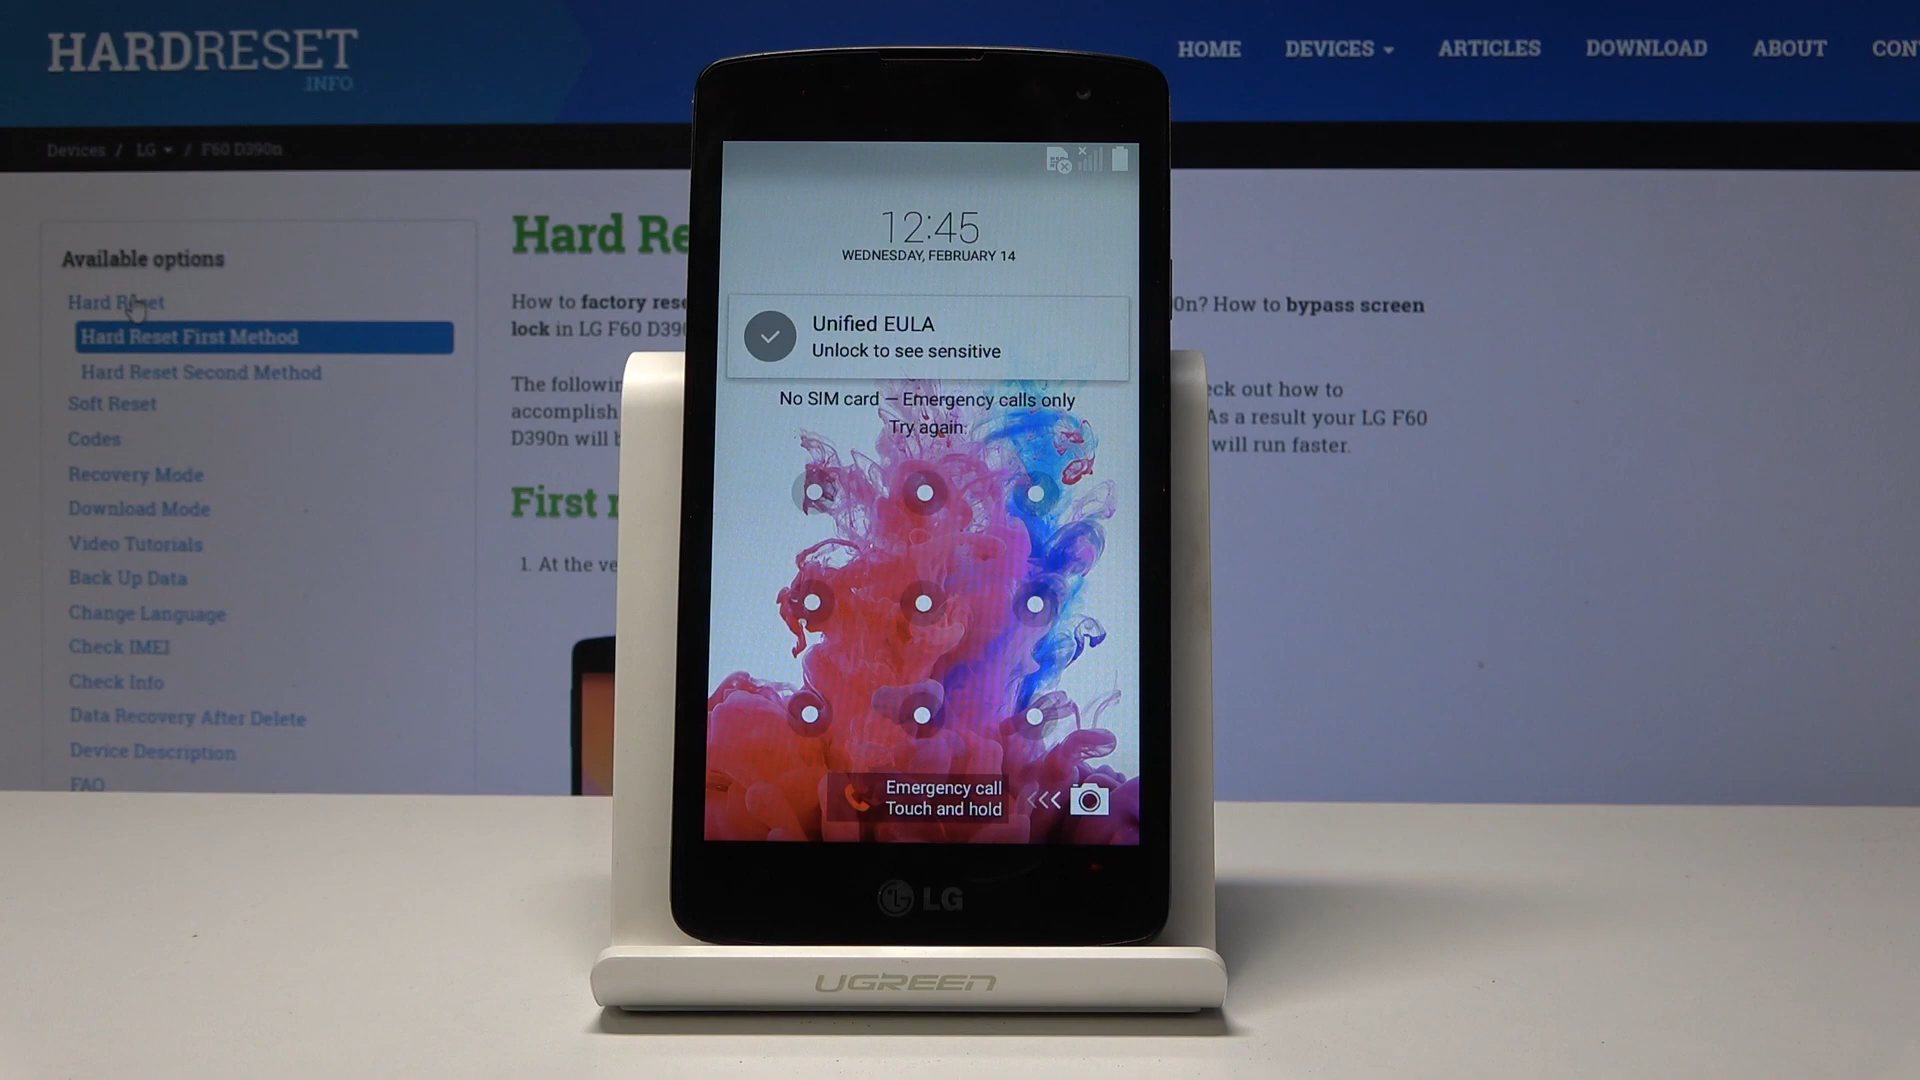 HARDRESET
.INFO
HOME DEVICES ARTICLES DOWNLOAD ABOUT CON
Devices / LG / F60 D390n
Available options
Hard Reset
Hard Reset First Method
Hard Reset Second Method
Soft Reset
Codes
Recovery Mode
Download Mode
Video Tutorials
Back Up Data
Change Language
Check IMEI
Check Info
Data Recovery After Delete
Device Description
FAQ
Hard Re
How to factory rese 0n? How to bypass screen
lock in LG F60 D390
The followin eck out how to
accomplish As a result your LG F60
D390n will b will run faster.
First
1. At the ve
12:45
WEDNESDAY, FEBRUARY 14
Unified EULA
Unlock to see sensitive
No SIM card – Emergency calls only
Try again.
Emergency call
Touch and hold
LG
UGREEN